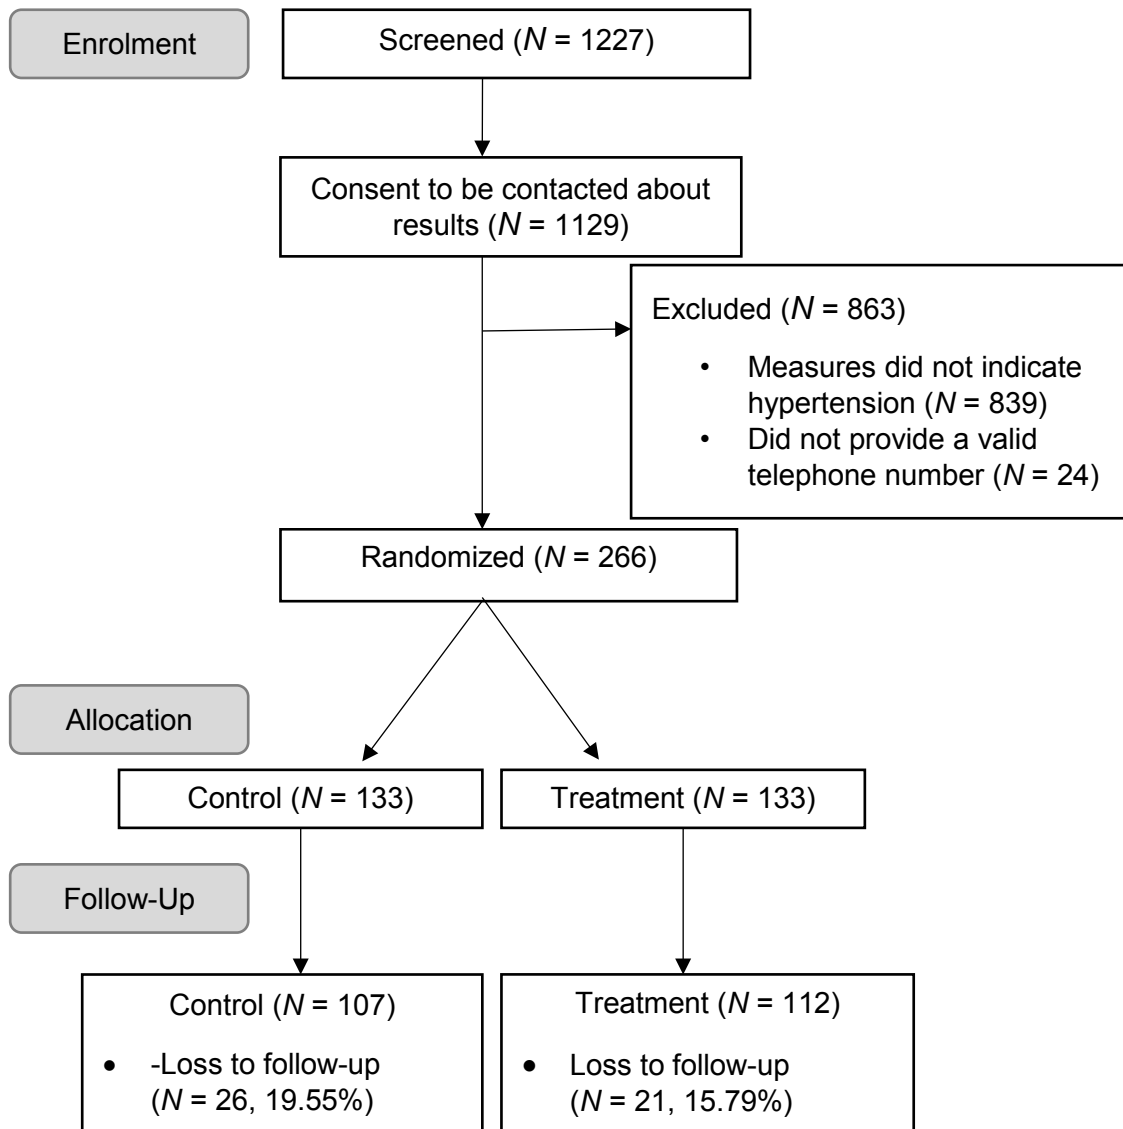 Enrolment
Screened (N = 1227)
Consent to be contacted about
results (N = 1129)
Excluded (N = 863)
• Measures did not indicate
hypertension (N = 839)
• Did not provide a valid
telephone number (N = 24)
Randomized (N = 266)
Allocation
Control (N = 133)
Treatment (N = 133)
Follow-Up
Control (N = 107)
• -Loss to follow-up
(N = 26, 19.55%)
Treatment (N = 112)
• Loss to follow-up
(N = 21, 15.79%)